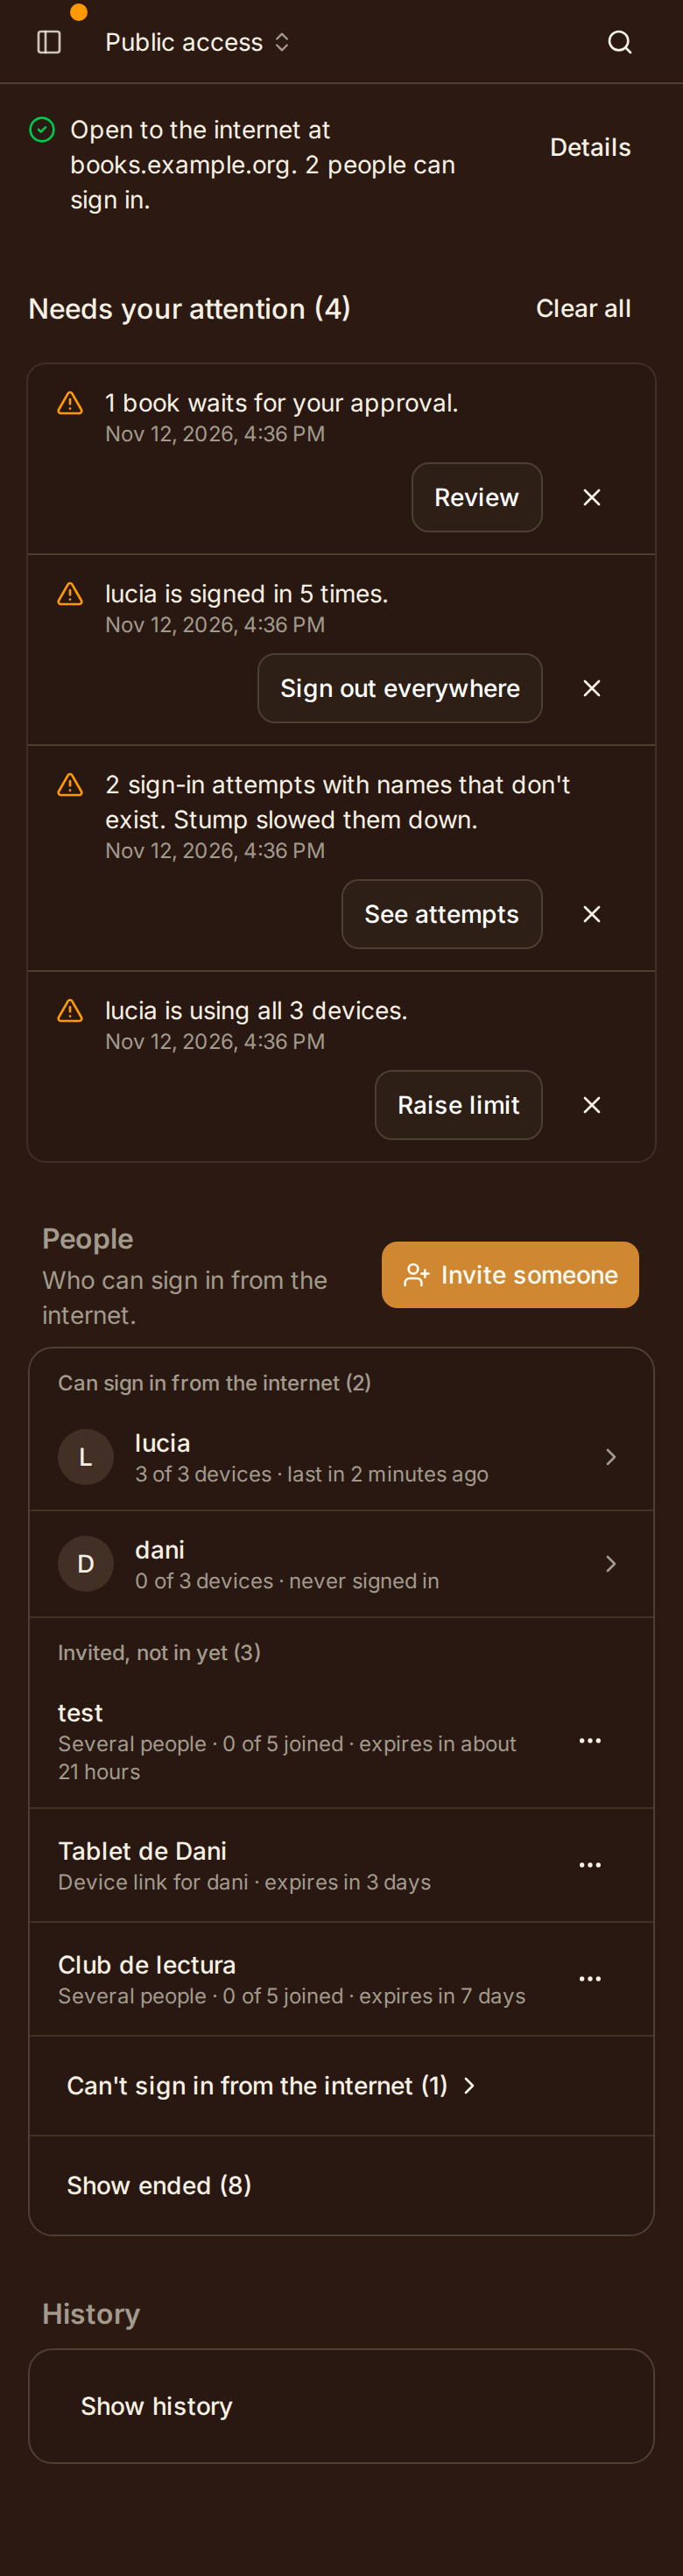 Public access
Open to the internet at
books.example.org. 2 people can
sign in.
Details
Needs your attention (4)
Clear all
1 book waits for your approval.
Nov 12, 2026, 4:36 PM
Review
lucia is signed in 5 times.
Nov 12, 2026, 4:36 PM
Sign out everywhere
2 sign-in attempts with names that don't
exist. Stump slowed them down.
Nov 12, 2026, 4:36 PM
See attempts
lucia is using all 3 devices.
Nov 12, 2026, 4:36 PM
Raise limit
People
Who can sign in from the
internet.
Invite someone
Can sign in from the internet (2)
L
lucia
3 of 3 devices · last in 2 minutes ago
D
dani
0 of 3 devices · never signed in
Invited, not in yet (3)
test
Several people · 0 of 5 joined · expires in about
21 hours
Tablet de Dani
Device link for dani · expires in 3 days
Club de lectura
Several people · 0 of 5 joined · expires in 7 days
Can't sign in from the internet (1)
Show ended (8)
History
Show history